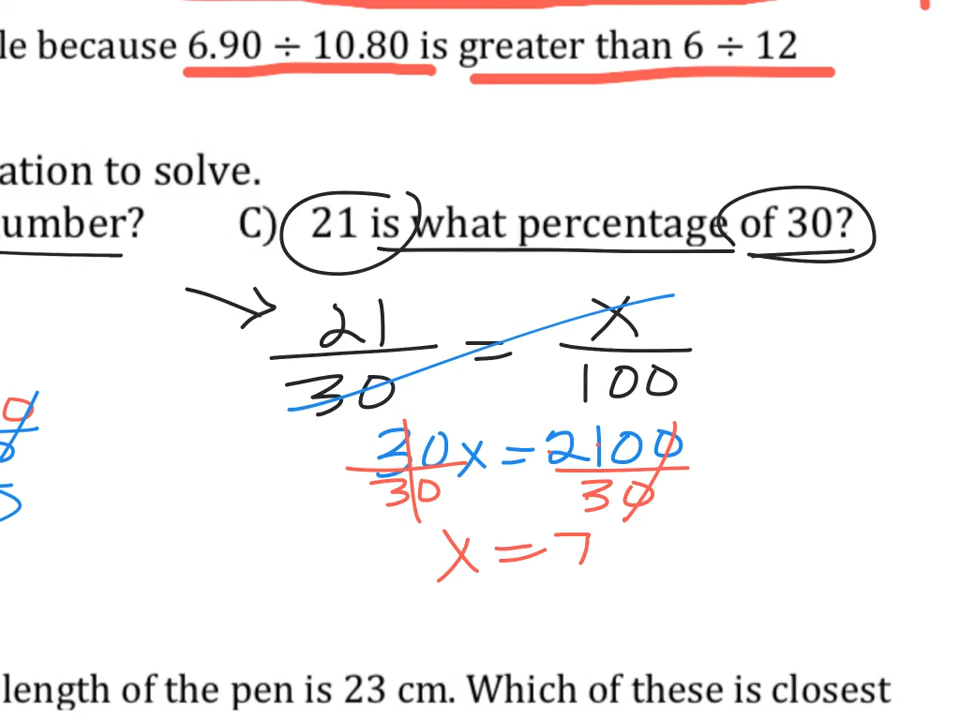 le because 6.90 ÷ 10.80 is greater than 6 ÷ 12
ation to solve.
umber? C) 21 is what percentage of 30?
21/30 = x/100
30x/30 = 2100/30
x = 7
length of the pen is 23 cm. Which of these is closest